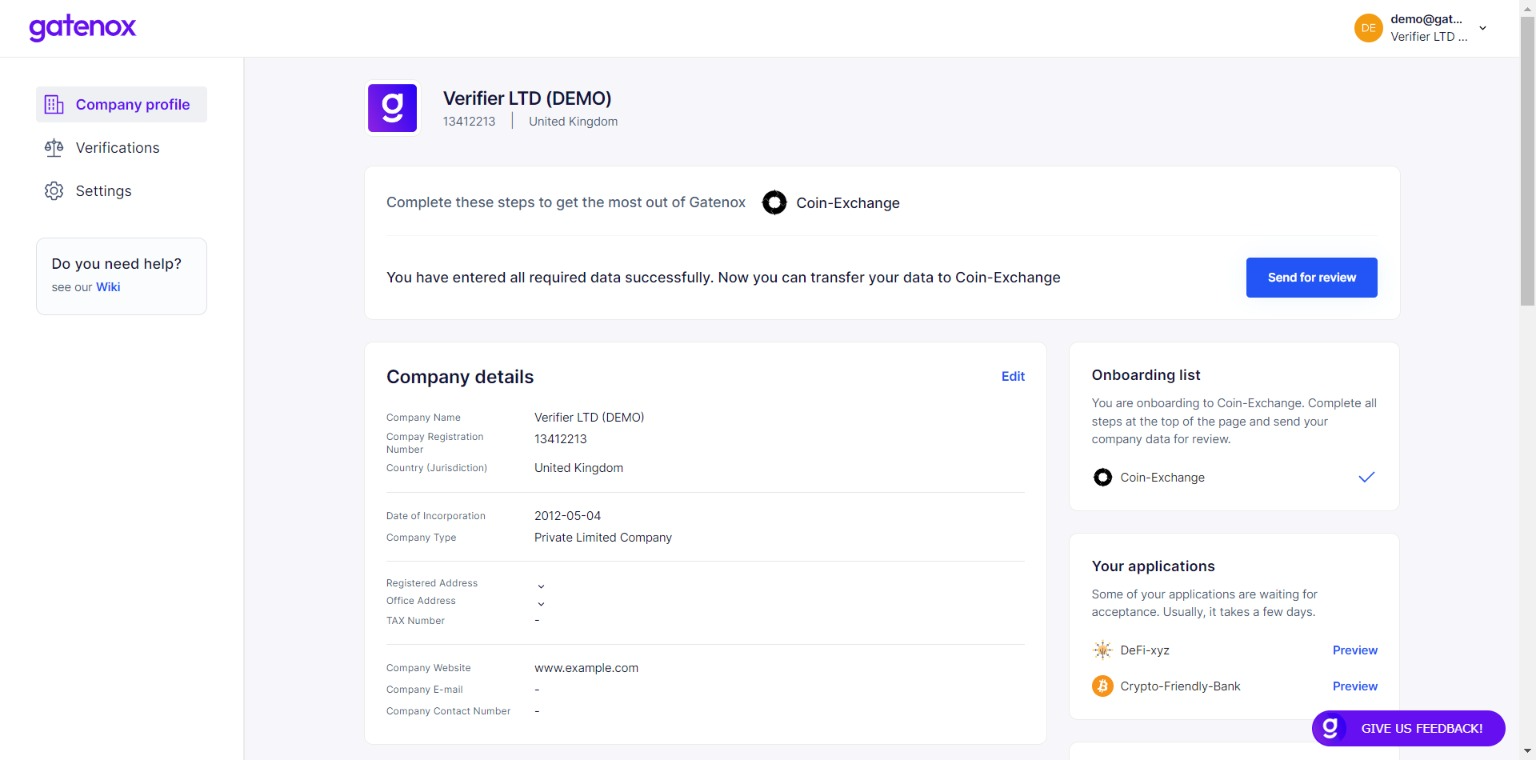 gatenox
DE
demo@gat...
Verifier LTD ...
Company profile
Verifications
Settings
Do you need help?
see our Wiki
g
Verifier LTD (DEMO)
13412213 | United Kingdom
Complete these steps to get the most out of Gatenox Coin-Exchange
You have entered all required data successfully. Now you can transfer your data to Coin-Exchange
Send for review
Company details
Edit
Company Name Verifier LTD (DEMO)
Compay Registration
Number
13412213
Country (Jurisdiction) United Kingdom
Date of Incorporation 2012-05-04
Company Type Private Limited Company
Registered Address
Office Address
TAX Number -
Company Website www.example.com
Company E-mail -
Company Contact Number -
Onboarding list
You are onboarding to Coin-Exchange. Complete all
steps at the top of the page and send your
company data for review.
Coin-Exchange
Your applications
Some of your applications are waiting for
acceptance. Usually, it takes a few days.
DeFi-xyz Preview
Crypto-Friendly-Bank Preview
g GIVE US FEEDBACK!